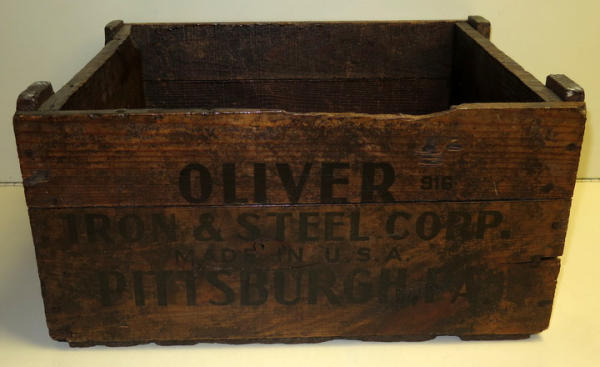 OLIVER 916
IRON & STEEL CORP.
MADE IN U.S.A.
PITTSBURGH, PA.